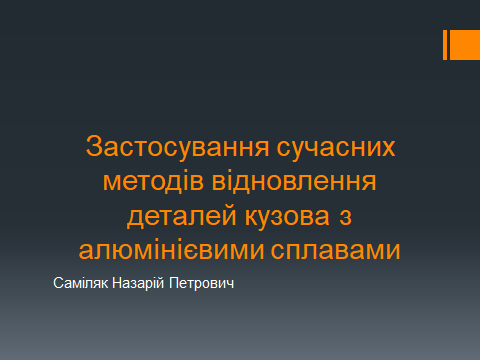 Застосування сучасних
методів відновлення
деталей кузова з
алюмінієвими сплавами
Саміляк Назарій Петрович